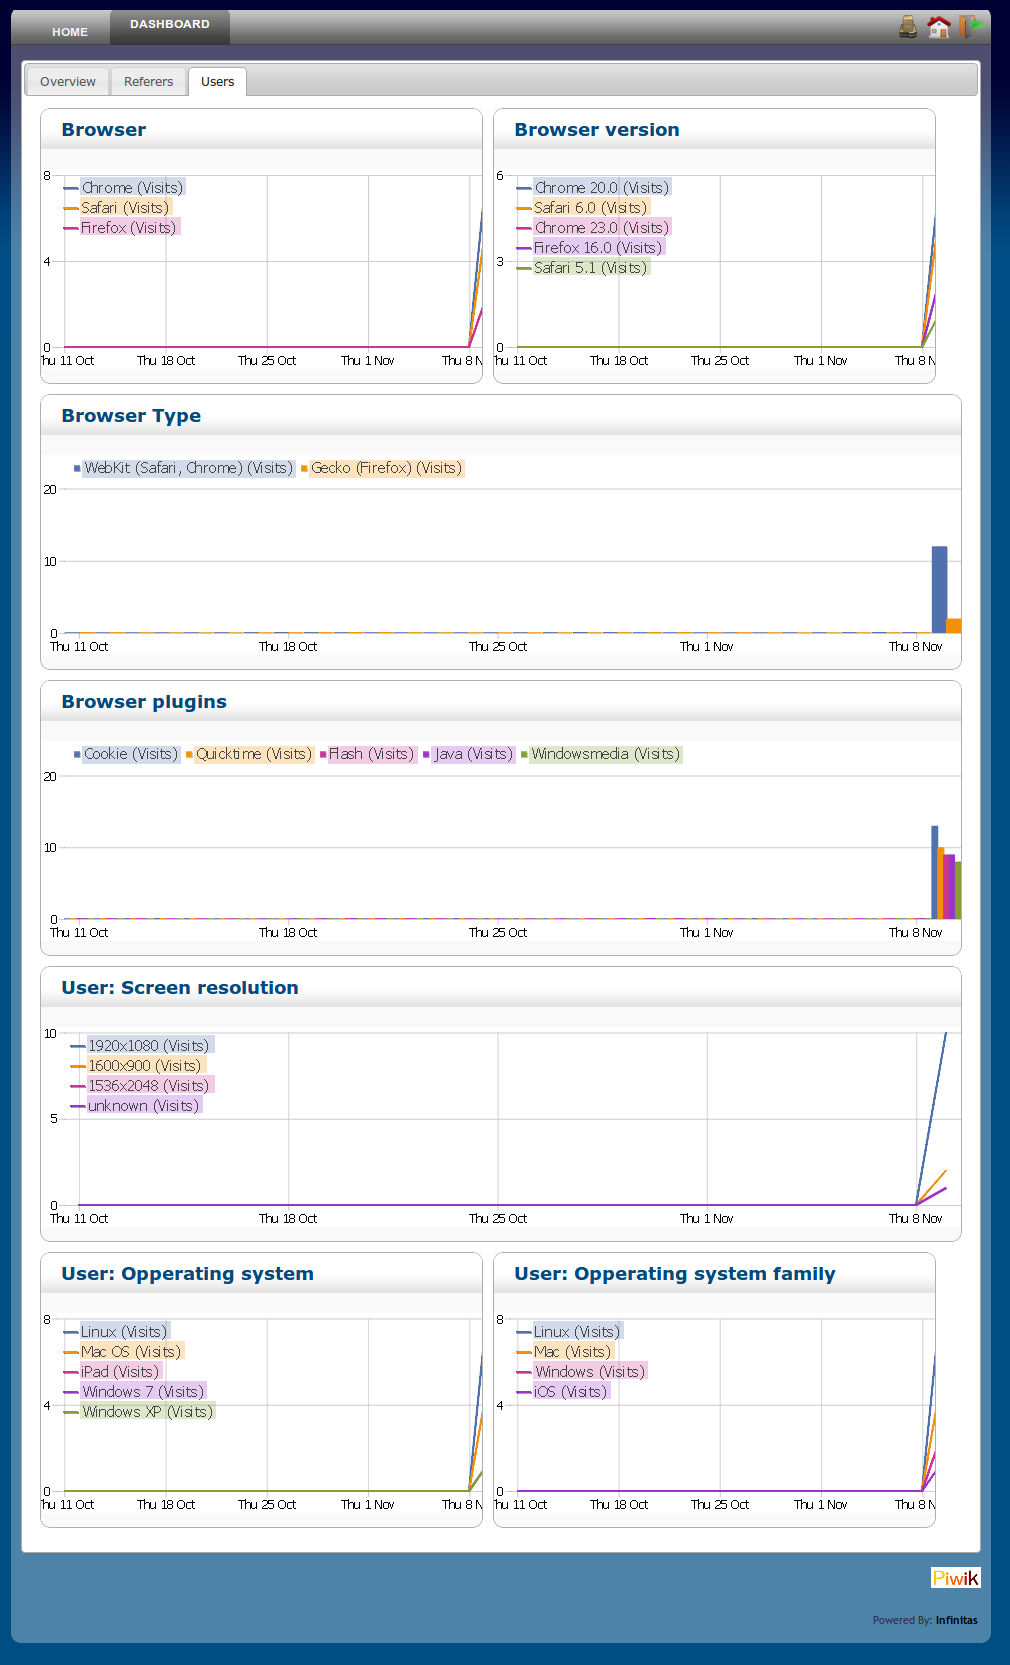 HOME
DASHBOARD
Overview
Referers
Users
Browser
8
Chrome (Visits)
Safari (Visits)
Firefox (Visits)
4
0
hu 11 Oct
Thu 18 Oct
Thu 25 Oct
Thu 1 Nov
Thu 8 N
Browser version
6
Chrome 20.0 (Visits)
Safari 6.0 (Visits)
Chrome 23.0 (Visits)
Firefox 16.0 (Visits)
3
Safari 5.1 (Visits)
0
hu 11 Oct
Thu 18 Oct
Thu 25 Oct
Thu 1 Nov
Thu 8 N
Browser Type
WebKit (Safari, Chrome) (Visits)
Gecko (Firefox) (Visits)
20
10
0
Thu 11 Oct
Thu 18 Oct
Thu 25 Oct
Thu 1 Nov
Thu 8 Nov
Browser plugins
Cookie (Visits)
Quicktime (Visits)
Flash (Visits)
Java (Visits)
Windowsmedia (Visits)
20
10
0
Thu 11 Oct
Thu 18 Oct
Thu 25 Oct
Thu 1 Nov
Thu 8 Nov
User: Screen resolution
10
1920x1080 (Visits)
1600x900 (Visits)
1536x2048 (Visits)
unknown (Visits)
5
0
Thu 11 Oct
Thu 18 Oct
Thu 25 Oct
Thu 1 Nov
Thu 8 Nov
User: Opperating system
8
Linux (Visits)
Mac OS (Visits)
iPad (Visits)
Windows 7 (Visits)
4
Windows XP (Visits)
0
hu 11 Oct
Thu 18 Oct
Thu 25 Oct
Thu 1 Nov
Thu 8 N
User: Opperating system family
8
Linux (Visits)
Mac (Visits)
Windows (Visits)
iOS (Visits)
4
0
hu 11 Oct
Thu 18 Oct
Thu 25 Oct
Thu 1 Nov
Thu 8 N
Piwik
Powered By: Infinitas